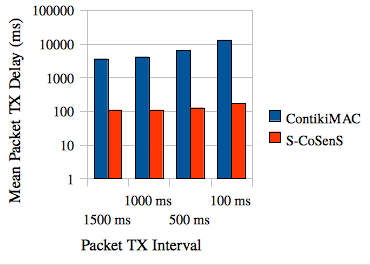 Mean Packet TX Delay (ms)
100000
10000
1000
100
10
1
ContikiMAC
S-CoSenS
1000 ms
100 ms
1500 ms
500 ms
Packet TX Interval